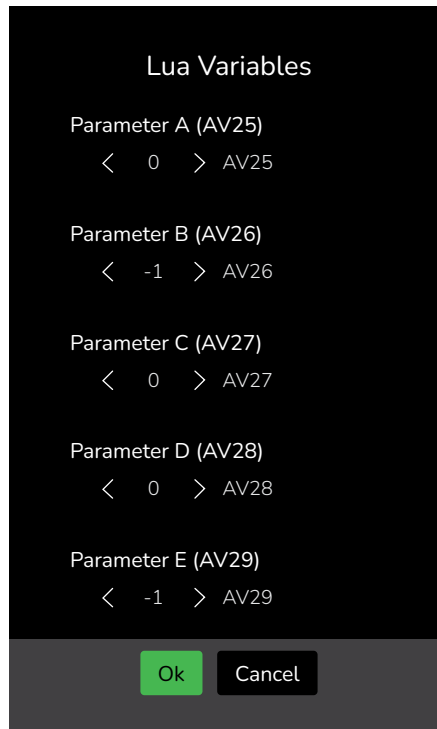 Lua Variables
Parameter A (AV25)
0 AV25
Parameter B (AV26)
-1 AV26
Parameter C (AV27)
0 AV27
Parameter D (AV28)
0 AV28
Parameter E (AV29)
-1 AV29
Ok Cancel